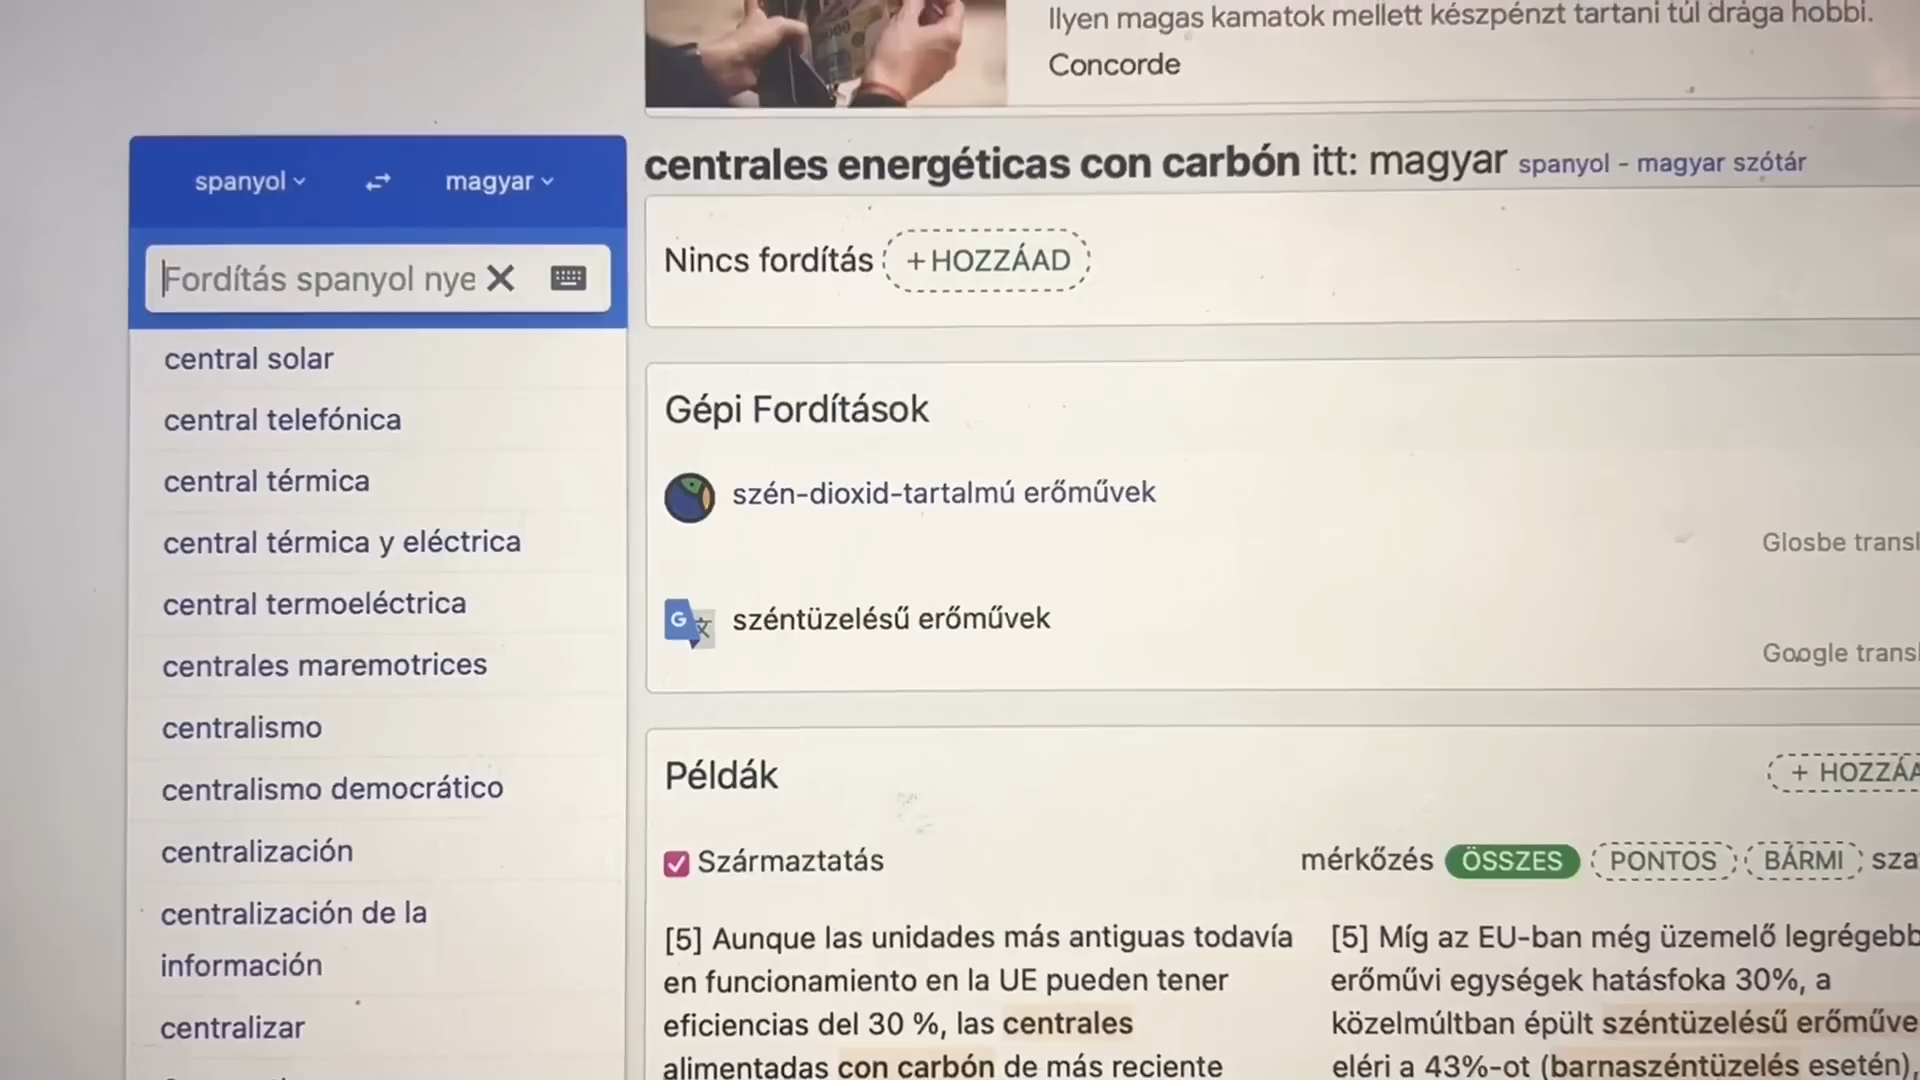 Ilyen magas kamatok mellett készpénzt tartani túl drága hobbi.
Concorde
spanyol
magyar
Fordítás spanyol nye
central solar
central telefónica
central térmica
central térmica y eléctrica
central termoeléctrica
centrales maremotrices
centralismo
centralismo democrático
centralización
centralización de la
información
centralizar
centrales energéticas con carbón itt: magyar spanyol - magyar szótár
Nincs fordítás +HOZZÁAD
Gépi Fordítások
szén-dioxid-tartalmú erőművek
Glosbe transl
széntüzelésű erőművek
Google transl
Példák
+ HOZZÁA
Származtatás
mérkőzés ÖSSZES PONTOS BÁRMI sza
[5] Aunque las unidades más antiguas todavía
en funcionamiento en la UE pueden tener
eficiencias del 30 %, las centrales
alimentadas con carbón de más reciente
[5] Míg az EU-ban még üzemelő legrégebb
erőművi egységek hatásfoka 30%, a
közelmúltban épült széntüzelésű erőműve
eléri a 43%-ot (barnaszéntüzelés esetén),